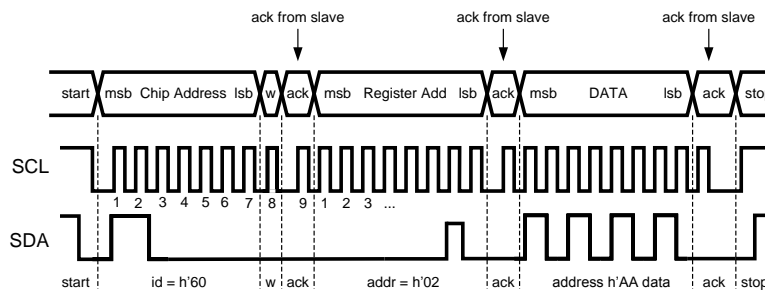 ack from slave ack from slave ack from slave
start msb Chip Address lsb w ack msb Register Add lsb ack msb DATA lsb ack stop
SCL
1 2 3 4 5 6 7 8 9 1 2 3 ...
SDA
start id = h'60 w ack addr = h'02 ack address h'AA data ack stop